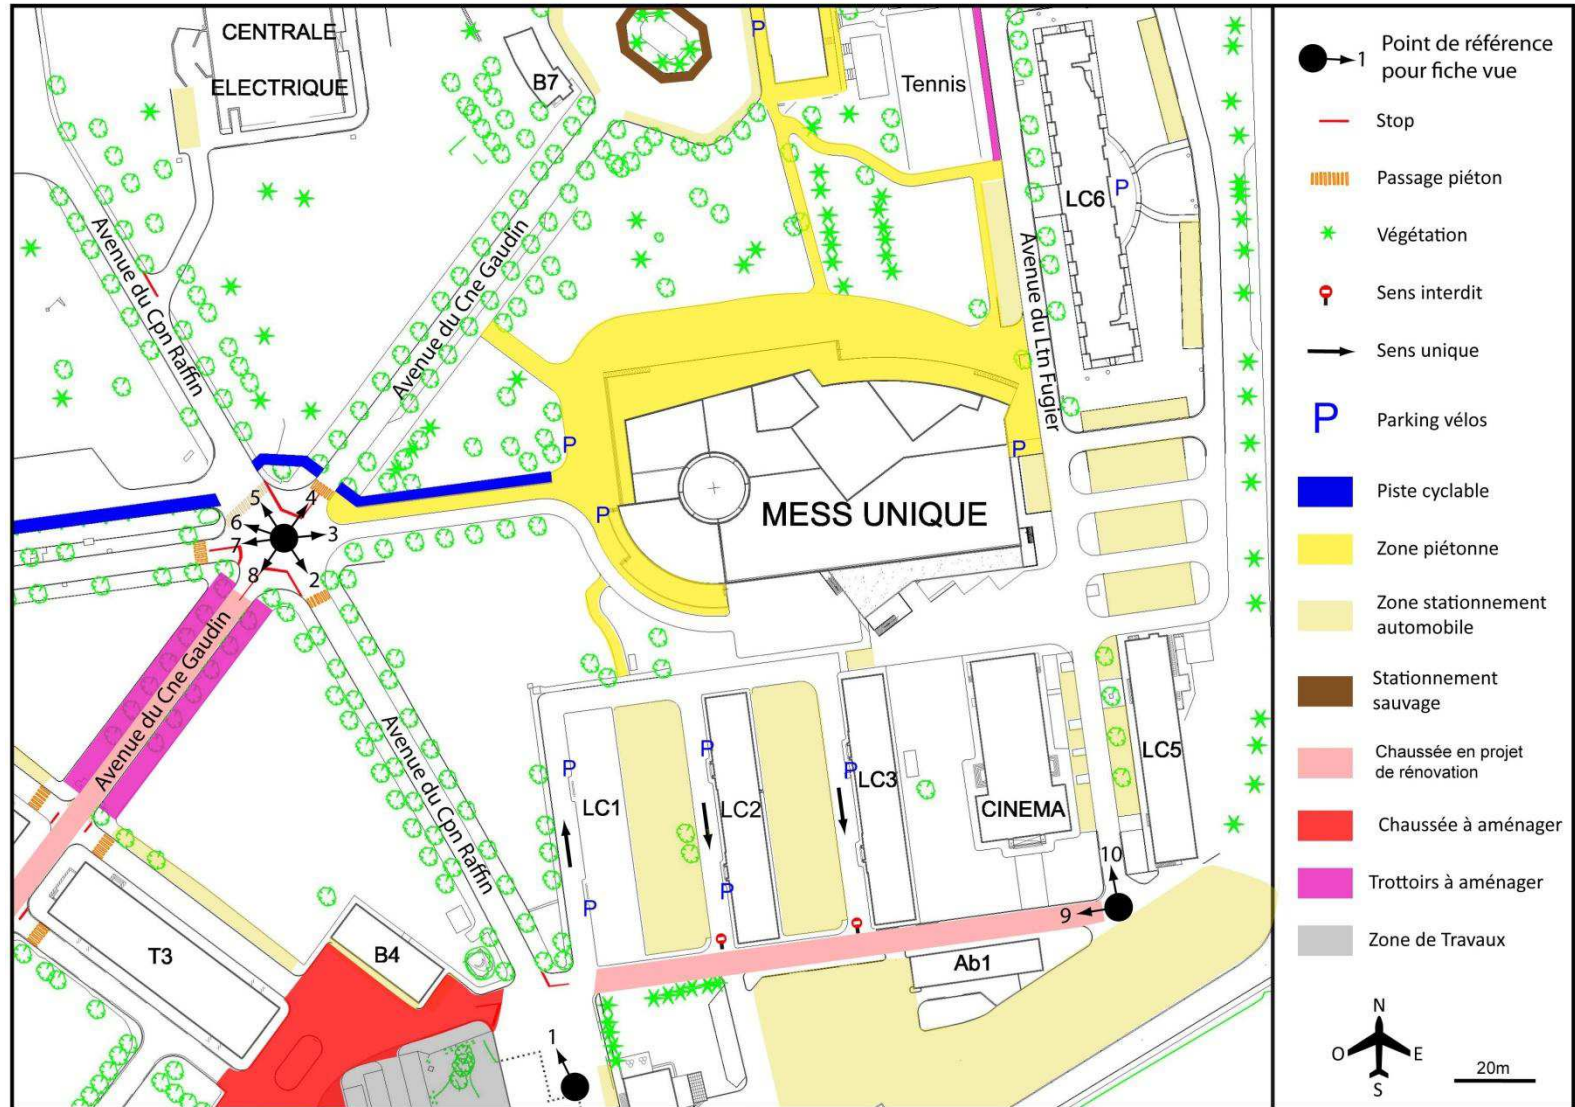 CENTRALE
ELECTRIQUE
B7
P
Tennis
LC6
P
Avenue du Cpn Raffin
Avenue du Cne Gaudin
Avenue du Ltn Fugier
P
P
P
MESS UNIQUE
5
4
6
3
7
8
2
Avenue du Cne Gaudin
Avenue du Cpn Raffin
LC1
P
P
P
LC2
P
P
LC3
CINEMA
LC5
10
9
T3
B4
Ab1
1
1 Point de référence
pour fiche vue
Stop
Passage piéton
Végétation
Sens interdit
Sens unique
P Parking vélos
Piste cyclable
Zone piétonne
Zone stationnement
automobile
Stationnement
sauvage
Chaussée en projet
de rénovation
Chaussée à aménager
Trottoirs à aménager
Zone de Travaux
N
O E
S
20m